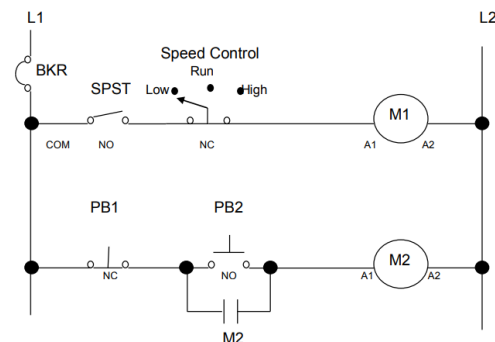 L1
L2
Speed Control
BKR
SPST
Run
Low
High
M1
COM
NO
NC
A1
A2
PB1
PB2
M2
NC
NO
A1
A2
M2